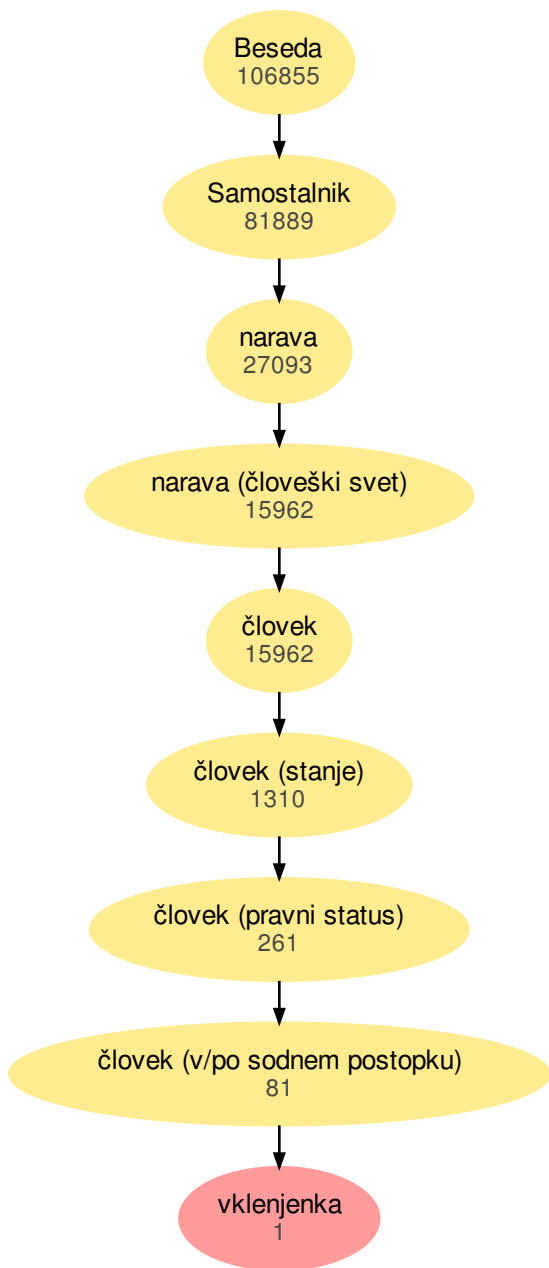 Beseda
106855
Samostalnik
81889
narava
27093
narava (človeški svet)
15962
človek
15962
človek (stanje)
1310
človek (pravni status)
261
človek (v/po sodnem postopku)
81
vklenjenka
1